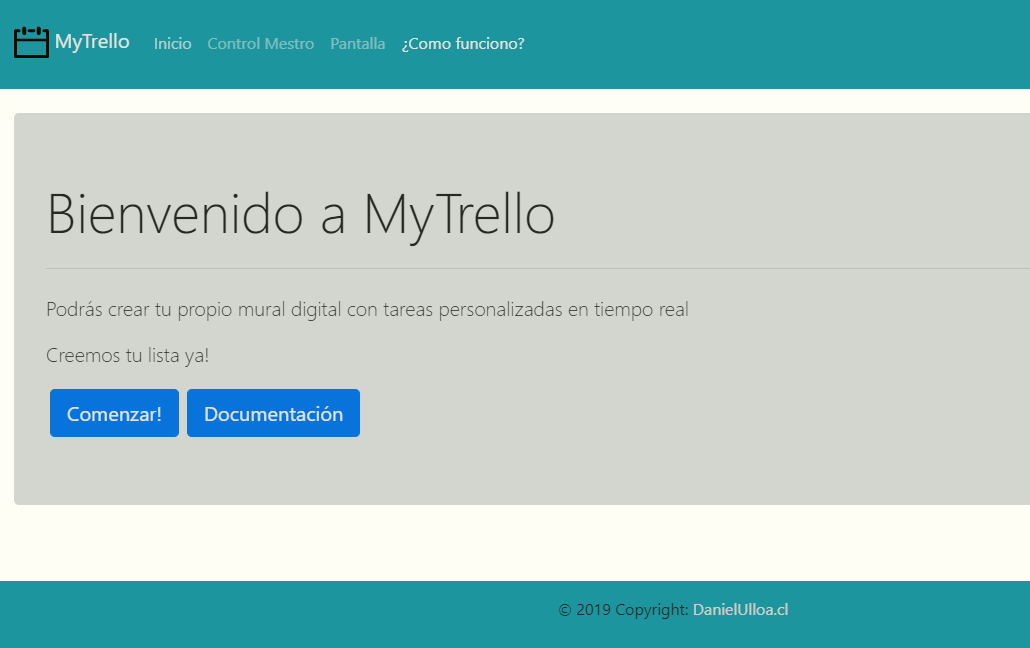 MyTrello Inicio Control Mestro Pantalla ¿Como funciono?
Bienvenido a MyTrello
Podrás crear tu propio mural digital con tareas personalizadas en tiempo real
Creemos tu lista ya!
Comenzar! Documentación
© 2019 Copyright: DanielUlloa.cl